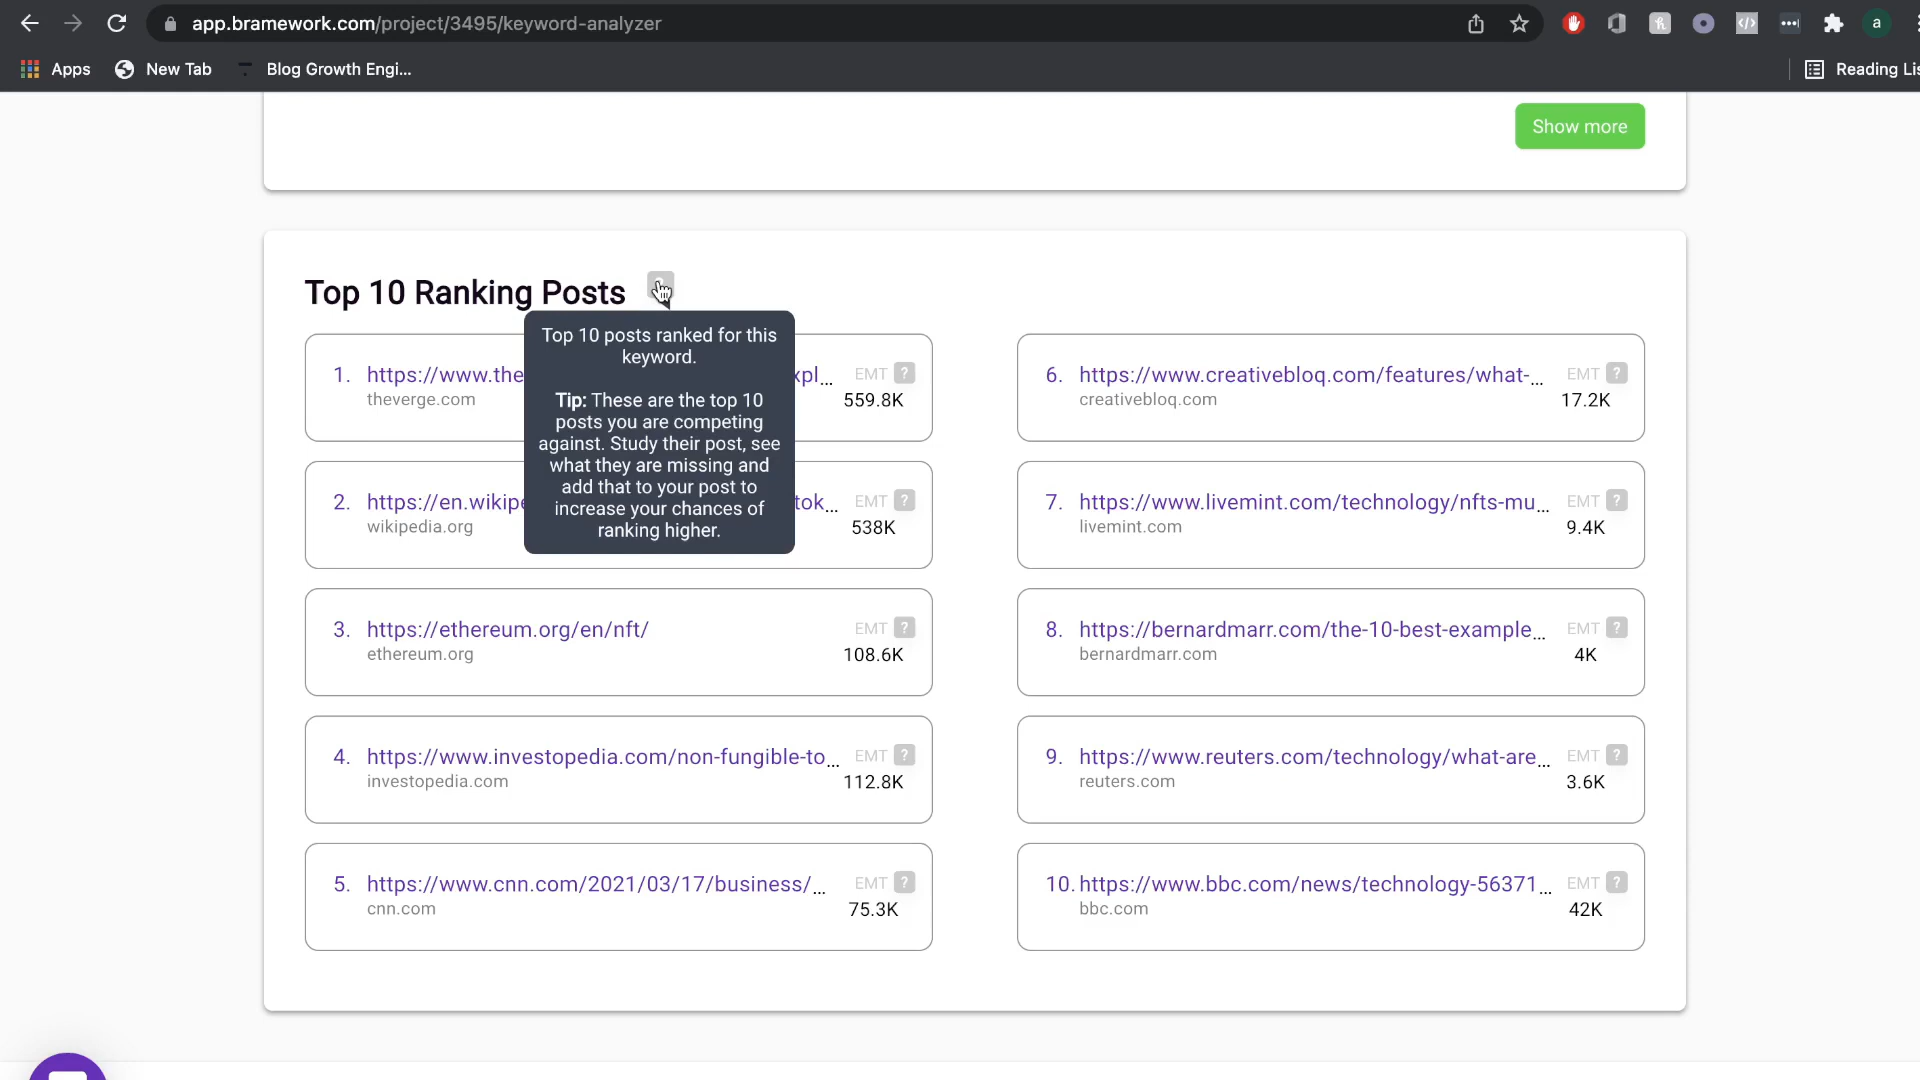 app.bramework.com/project/3495/keyword-analyzer
a
Apps
New Tab
Blog Growth Engi...
Reading Lis
Show more
Top 10 Ranking Posts
Top 10 posts ranked for this
keyword.
Tip: These are the top 10
posts you are competing
against. Study their post, see
what they are missing and
add that to your post to
increase your chances of
ranking higher.
1. https://www.the xpl... EMT ?
theverge.com 559.8K
2. https://en.wikipe tok... EMT ?
wikipedia.org 538K
3. https://ethereum.org/en/nft/ EMT ?
ethereum.org 108.6K
4. https://www.investopedia.com/non-fungible-to... EMT ?
investopedia.com 112.8K
5. https://www.cnn.com/2021/03/17/business/... EMT ?
cnn.com 75.3K
6. https://www.creativebloq.com/features/what-... EMT ?
creativebloq.com 17.2K
7. https://www.livemint.com/technology/nfts-mu... EMT ?
livemint.com 9.4K
8. https://bernardmarr.com/the-10-best-example... EMT ?
bernardmarr.com 4K
9. https://www.reuters.com/technology/what-are... EMT ?
reuters.com 3.6K
10. https://www.bbc.com/news/technology-56371... EMT ?
bbc.com 42K